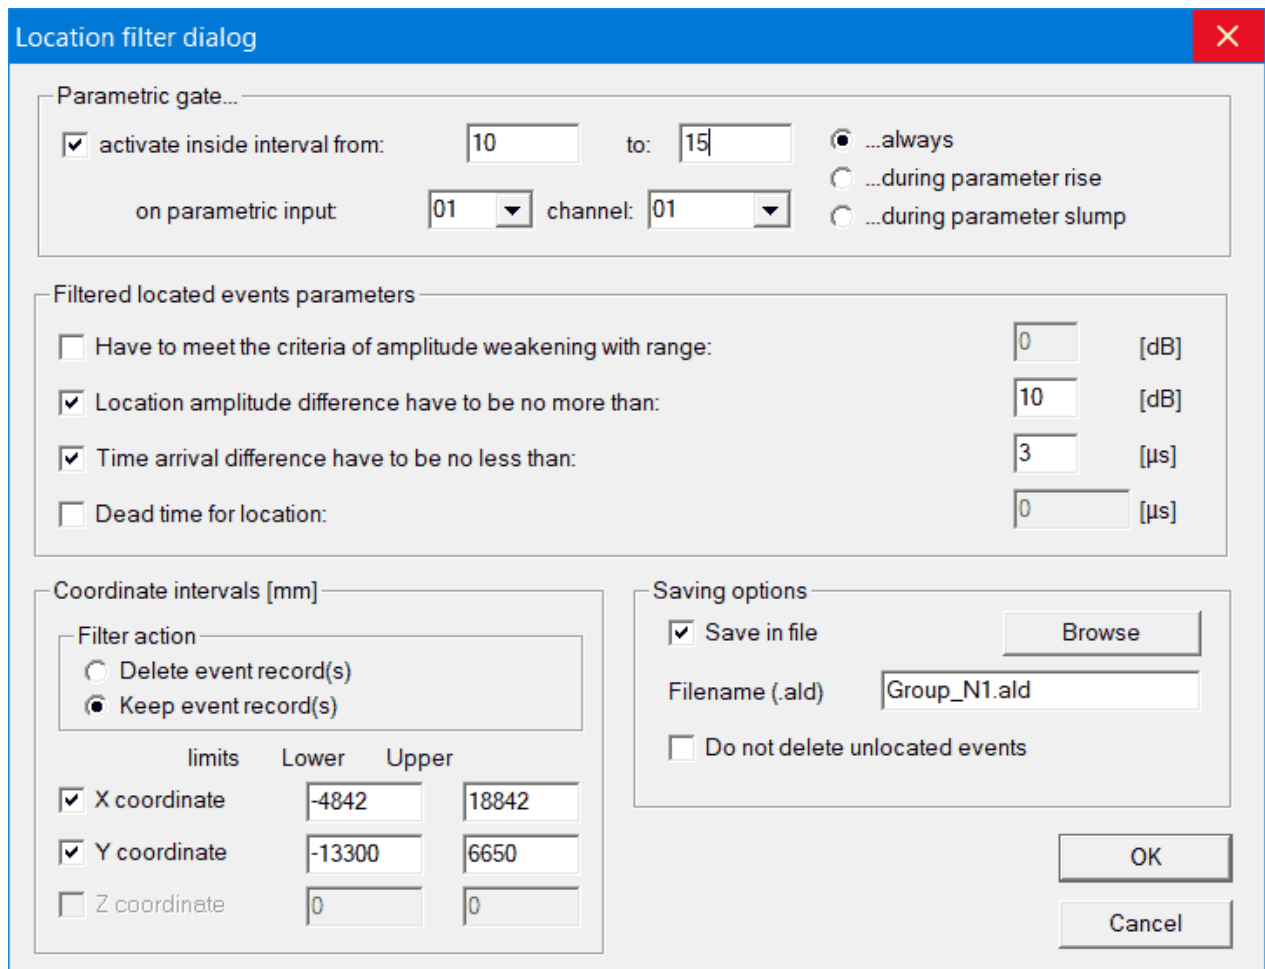 Location filter dialog
Parametric gate...
activate inside interval from: 10 to: 15 ...always
...during parameter rise
on parametric input: 01 channel: 01 ...during parameter slump
Filtered located events parameters
Have to meet the criteria of amplitude weakening with range: 0 [dB]
Location amplitude difference have to be no more than: 10 [dB]
Time arrival difference have to be no less than: 3 [µs]
Dead time for location: 0 [µs]
Coordinate intervals [mm]
Filter action
Delete event record(s)
Keep event record(s)
limits Lower Upper
X coordinate -4842 18842
Y coordinate -13300 6650
Z coordinate 0 0
Saving options
Save in file Browse
Filename (.ald) Group_N1.ald
Do not delete unlocated events
OK
Cancel